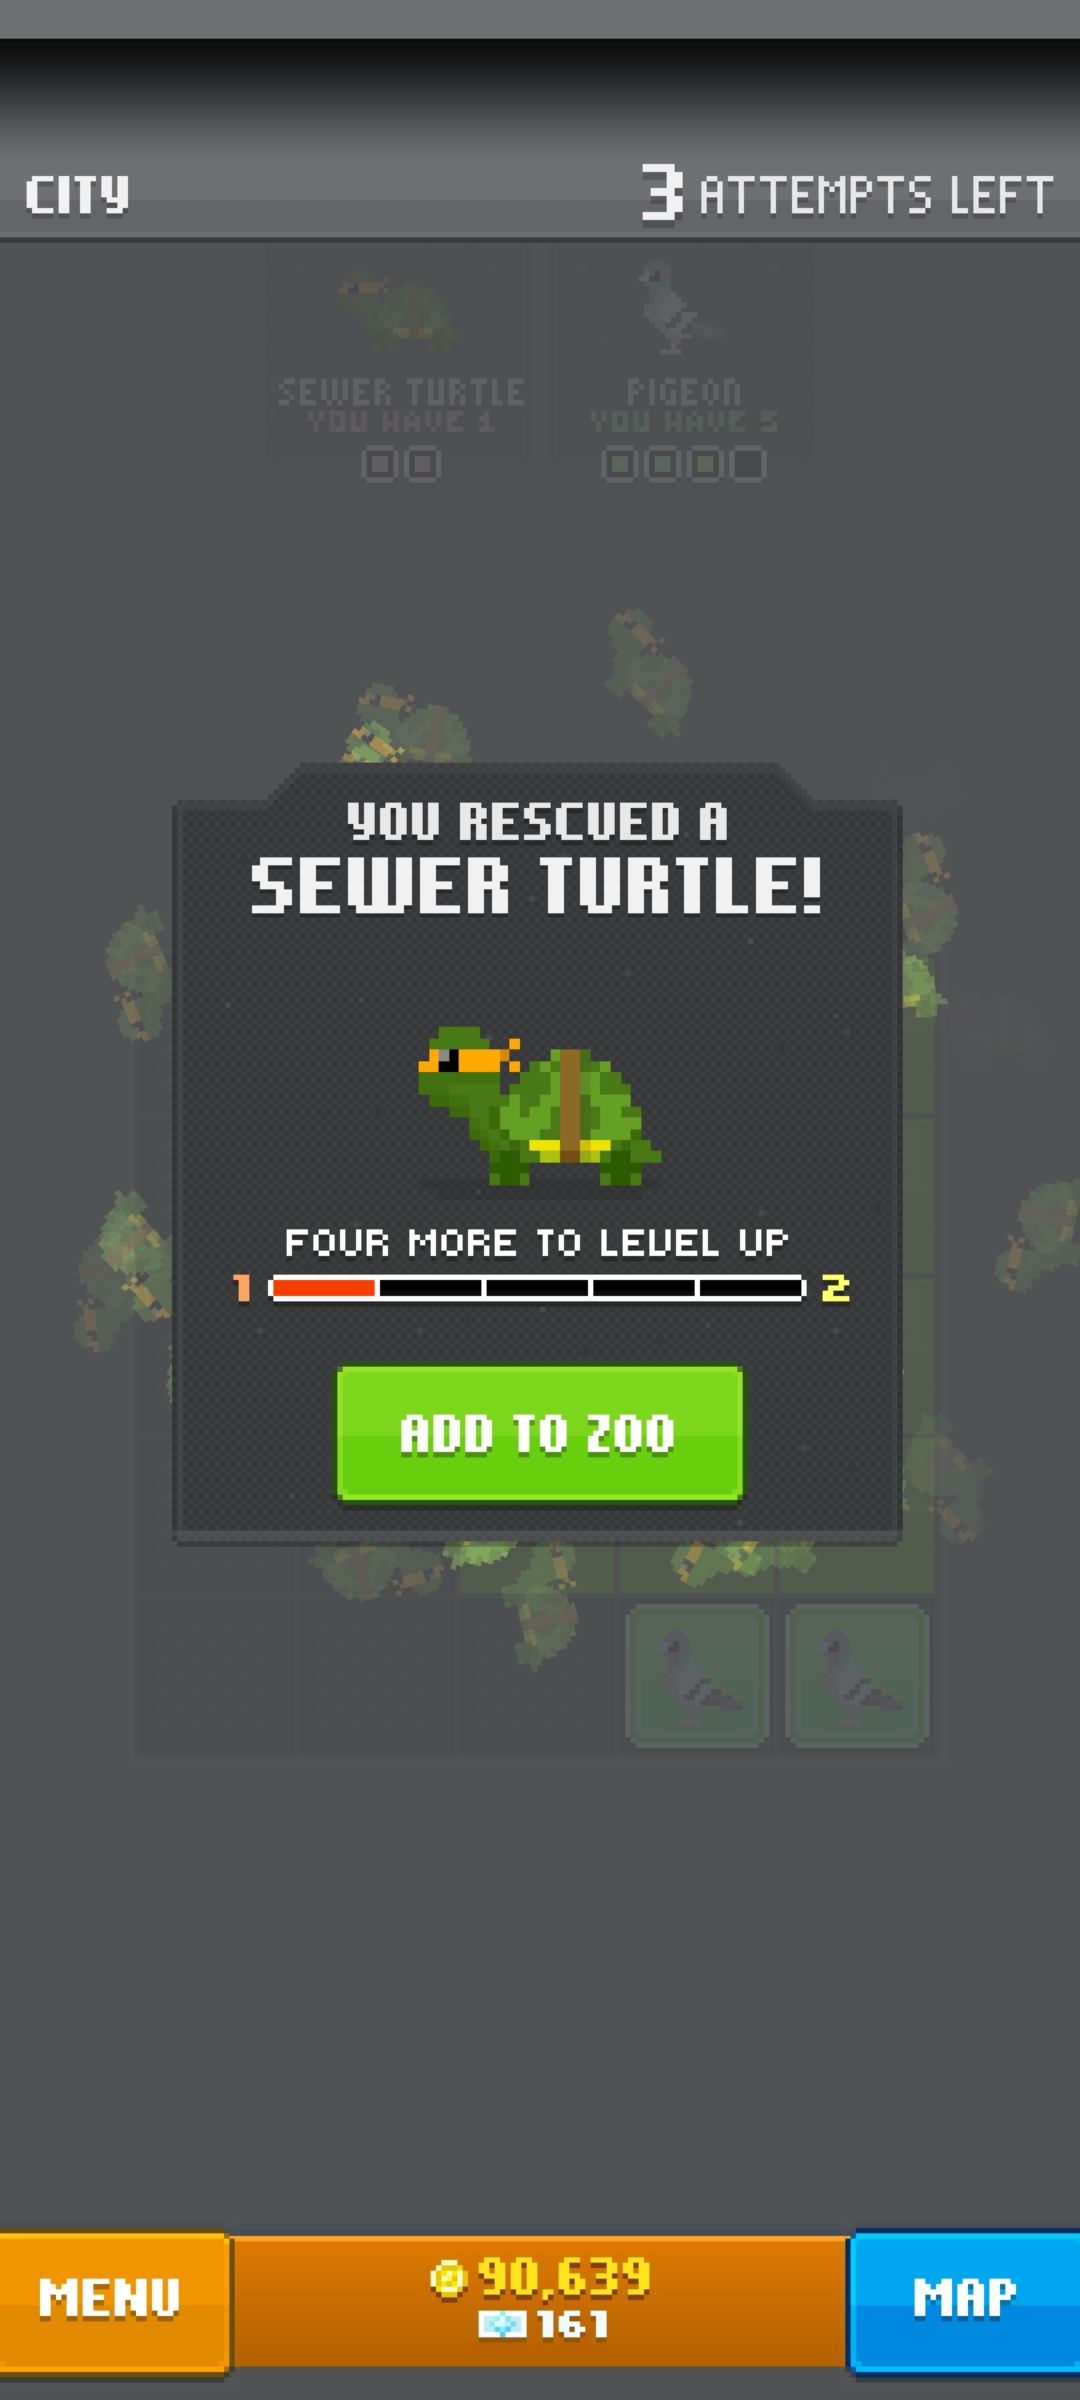 CITY
3 ATTEMPTS LEFT
SEWER TURTLE
YOU HAVE 1
PIGEON
YOU HAVE 5
YOU RESCUED A
SEWER TURTLE!
FOUR MORE TO LEVEL UP
1
2
ADD TO ZOO
MENU
90,639
161
MAP